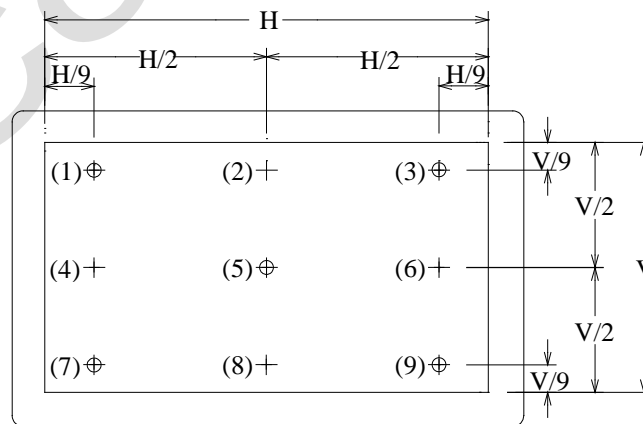 H
H/2 H/2
H/9 H/9
(1) (2) (3) V/9
V/2
(4) (5) (6)
V/2
(7) (8) (9) V/9